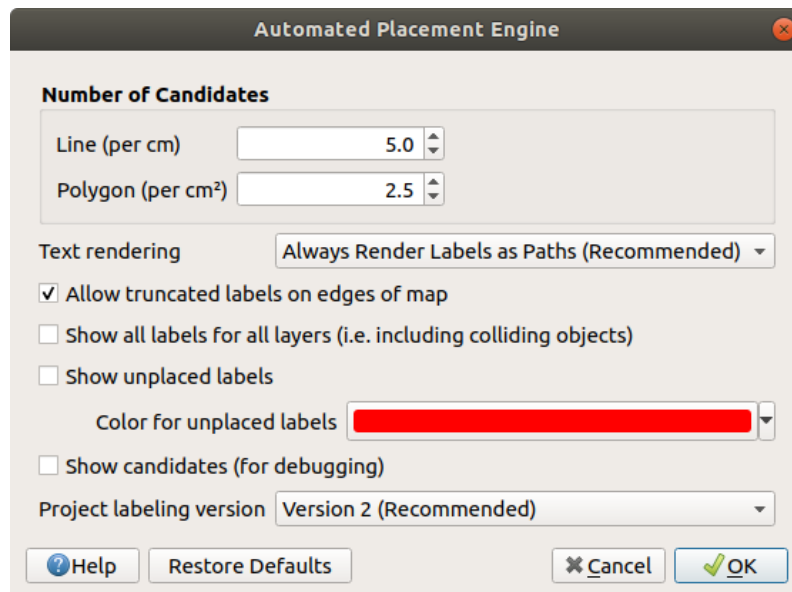 Automated Placement Engine
Number of Candidates
Line (per cm) 5.0
Polygon (per cm²) 2.5
Text rendering Always Render Labels as Paths (Recommended)
Allow truncated labels on edges of map
Show all labels for all layers (i.e. including colliding objects)
Show unplaced labels
Color for unplaced labels
Show candidates (for debugging)
Project labeling version Version 2 (Recommended)
Help Restore Defaults Cancel OK